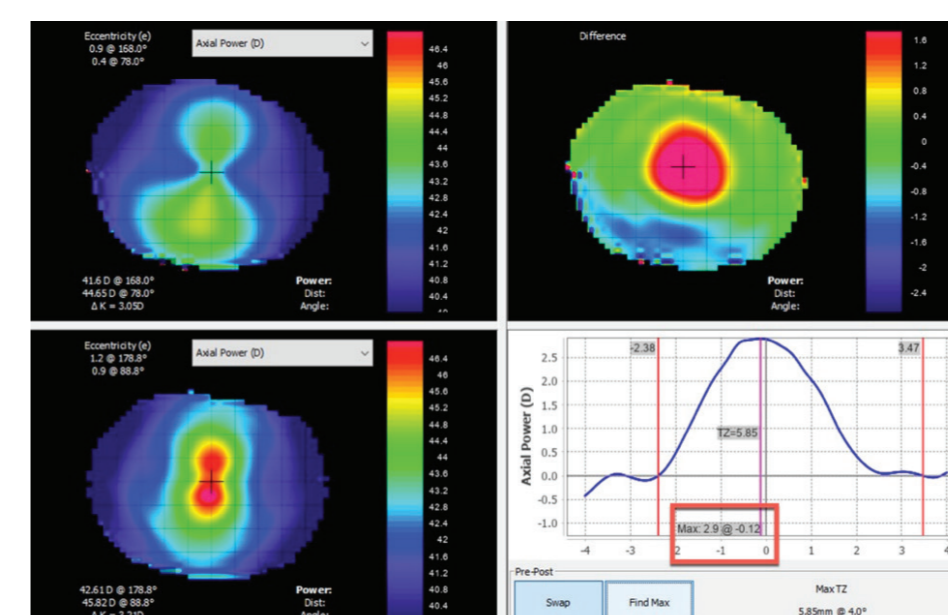 Eccentricity (e)
0.9 @ 168.0°
0.4 @ 78.0°
Axial Power (D)
46.4
46
45.6
45.2
44.8
44.4
44
43.6
43.2
42.8
42.4
42
41.6
41.2
40.8
40.4
40
41.6 D @ 168.0°
44.65 D @ 78.0°
Δ K = 3.05D
Power:
Dist:
Angle:
Difference
1.6
1.2
0.8
0.4
0
-0.4
-0.8
-1.2
-1.6
-2
-2.4
Power:
Dist:
Angle:
Eccentricity (e)
1.2 @ 178.8°
0.9 @ 88.8°
Axial Power (D)
46.4
46
45.6
45.2
44.8
44.4
44
43.6
43.2
42.8
42.4
42
41.6
41.2
40.8
40.4
42.61 D @ 178.8°
45.82 D @ 88.8°
Δ K = 3.21D
Power:
Dist:
Angle:
Axial Power (D)
2.5
2.0
1.5
1.0
0.5
0.0
-0.5
-1.0
-2.38
3.47
TZ=5.85
Max: 2.9 @ -0.12
-4 -3 -2 -1 0 1 2 3 4
Pre-Post
Swap
Find Max
Max TZ
5.85mm @ 4.0°